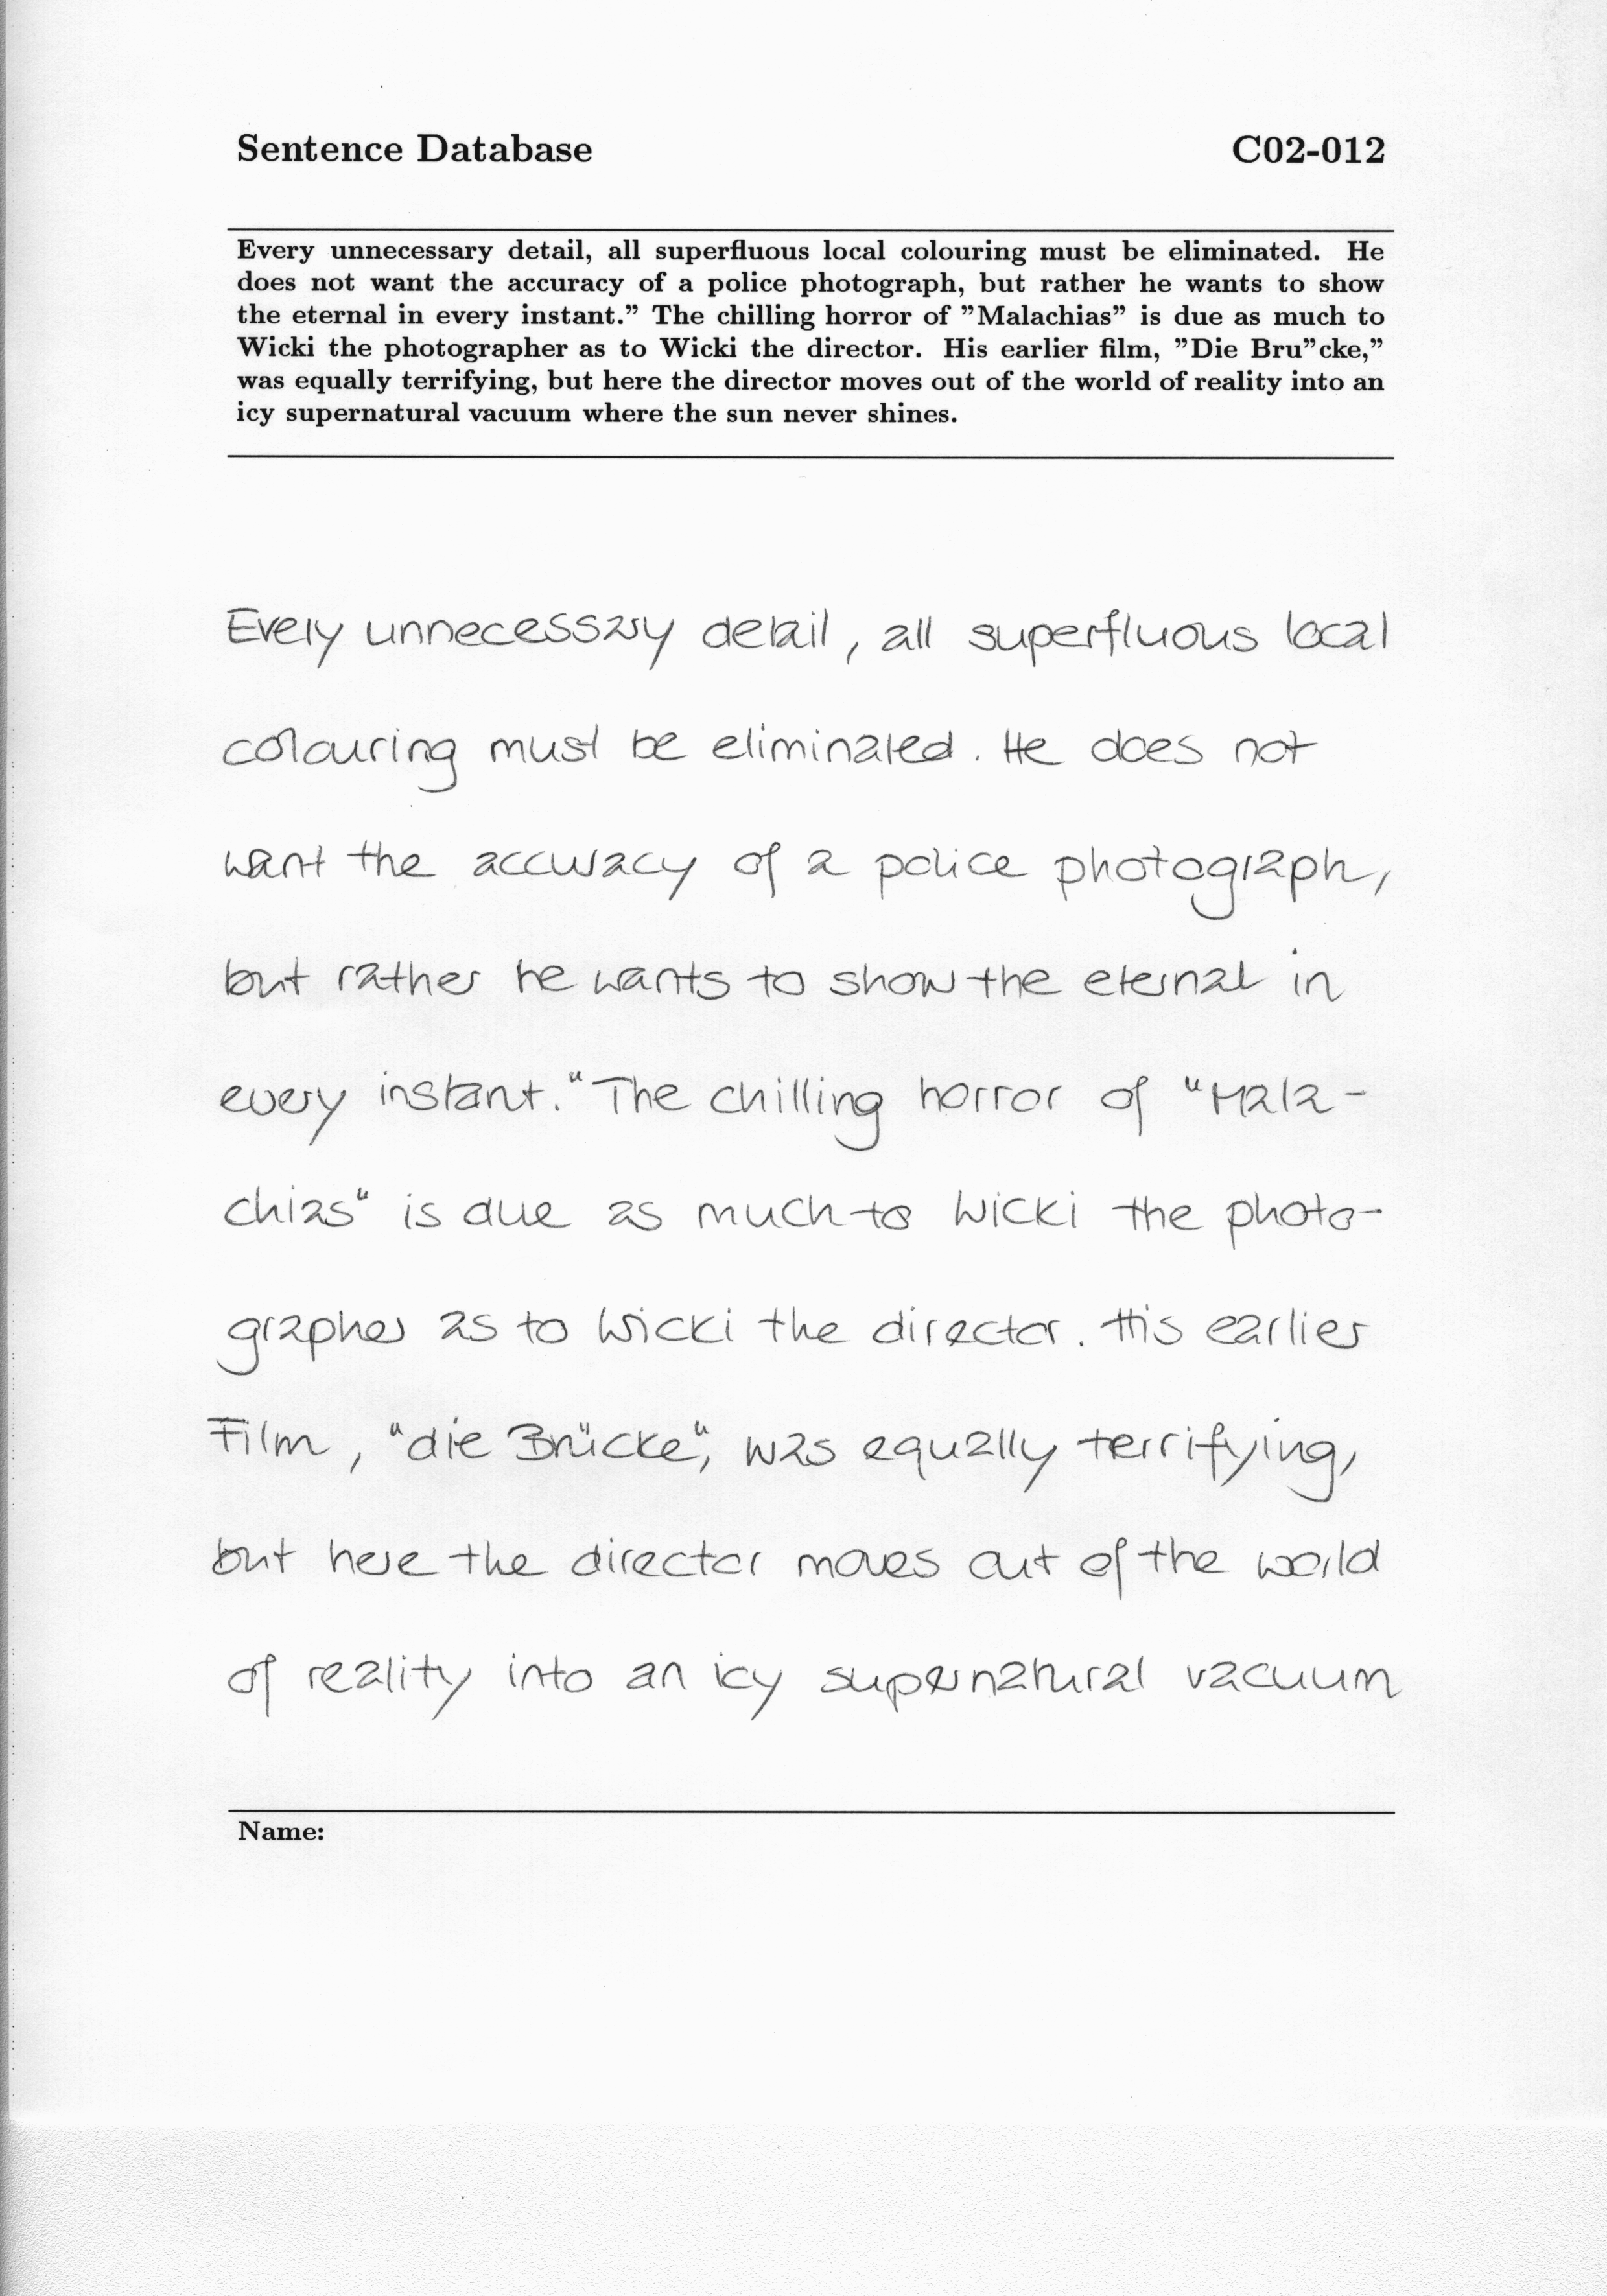 Sentence Database C02-012
Every unnecessary detail, all superfluous local colouring must be eliminated. He
does not want the accuracy of a police photograph, but rather he wants to show
the eternal in every instant.” The chilling horror of ”Malachias” is due as much to
Wicki the photographer as to Wicki the director. His earlier film, ”Die Bru”cke,”
was equally terrifying, but here the director moves out of the world of reality into an
icy supernatural vacuum where the sun never shines.
Every unnecessary detail, all superfluous local
colouring must be eliminated. He does not
want the accuracy of a police photograph,
but rather he wants to show the eternal in
every instant.“ The chilling horror of “Mala-
chias“ is due as much to Wicki the photo-
grapher as to Wicki the director. His earlier
Film, “die Brücke“, was equally terrifying,
but here the director moves out of the world
of reality into an icy supernatural vacuum
Name: